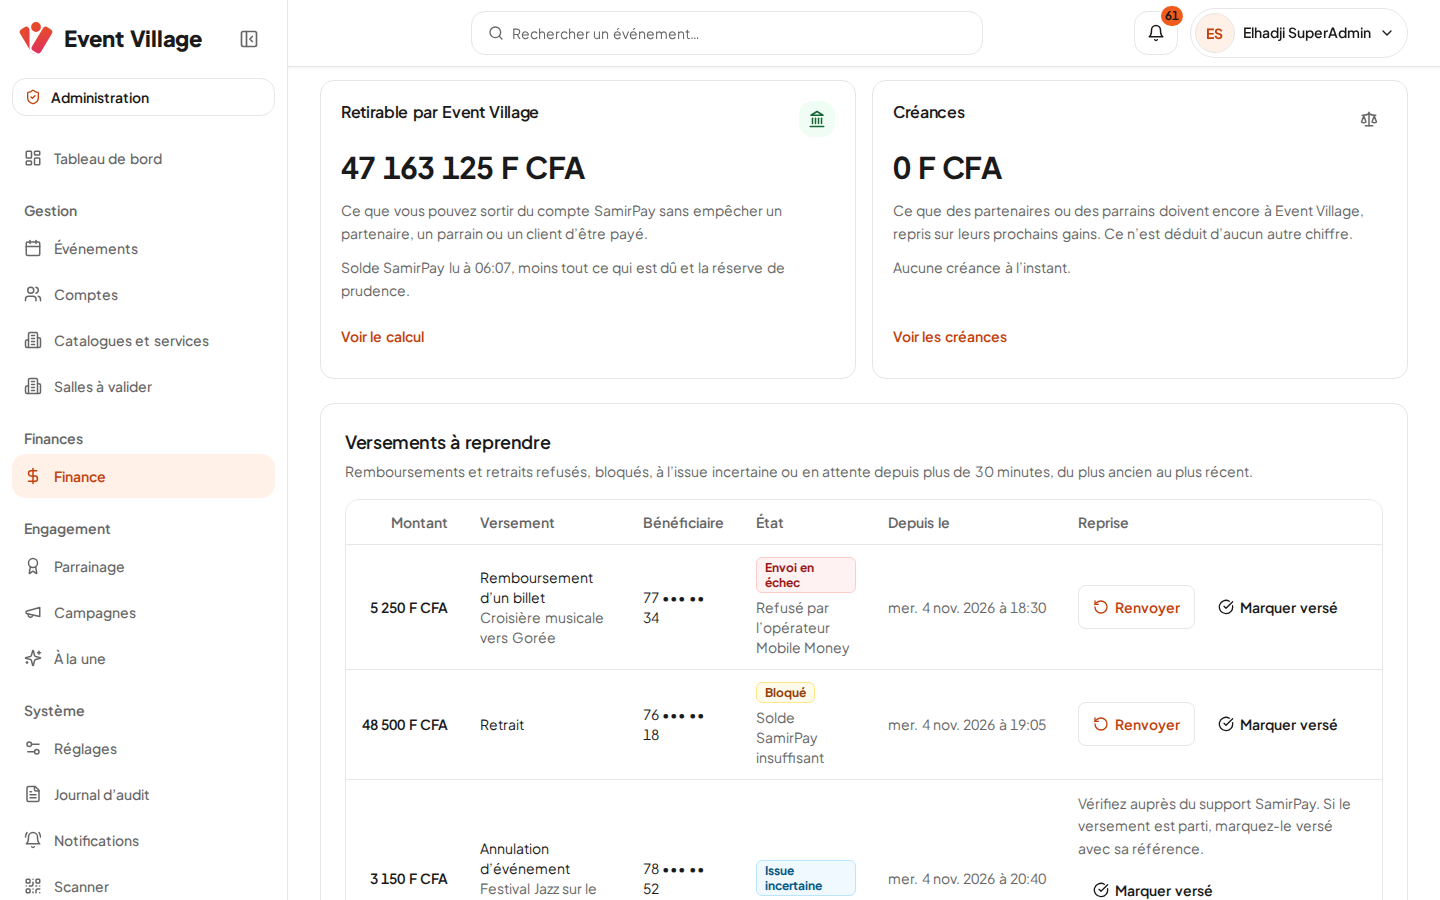 Event Village
Rechercher un événement...
61
ES
Elhadji SuperAdmin
Administration
Tableau de bord
Gestion
Événements
Comptes
Catalogues et services
Salles à valider
Finances
Finance
Engagement
Parrainage
Campagnes
À la une
Système
Réglages
Journal d'audit
Notifications
Scanner
Retirable par Event Village
47 163 125 F CFA
Ce que vous pouvez sortir du compte SamirPay sans empêcher un
partenaire, un parrain ou un client d'être payé.
Solde SamirPay lu à 06:07, moins tout ce qui est dû et la réserve de
prudence.
Voir le calcul
Créances
0 F CFA
Ce que des partenaires ou des parrains doivent encore à Event Village,
repris sur leurs prochains gains. Ce n'est déduit d'aucun autre chiffre.
Aucune créance à l'instant.
Voir les créances
Versements à reprendre
Remboursements et retraits refusés, bloqués, à l'issue incertaine ou en attente depuis plus de 30 minutes, du plus ancien au plus récent.
Montant Versement Bénéficiaire État Depuis le Reprise
5 250 F CFA
Remboursement
d'un billet
Croisière musicale
vers Gorée
77 ••• ••
34
Envoi en
échec
Refusé par
l'opérateur
Mobile Money
mer. 4 nov. 2026 à 18:30
Renvoyer
Marquer versé
48 500 F CFA
Retrait
76 ••• ••
18
Bloqué
Solde
SamirPay
insuffisant
mer. 4 nov. 2026 à 19:05
Renvoyer
Marquer versé
3 150 F CFA
Annulation
d'événement
Festival Jazz sur le
78 ••• ••
52
Issue
incertaine
mer. 4 nov. 2026 à 20:40
Vérifiez auprès du support SamirPay. Si le
versement est parti, marquez-le versé
avec sa référence.
Marquer versé